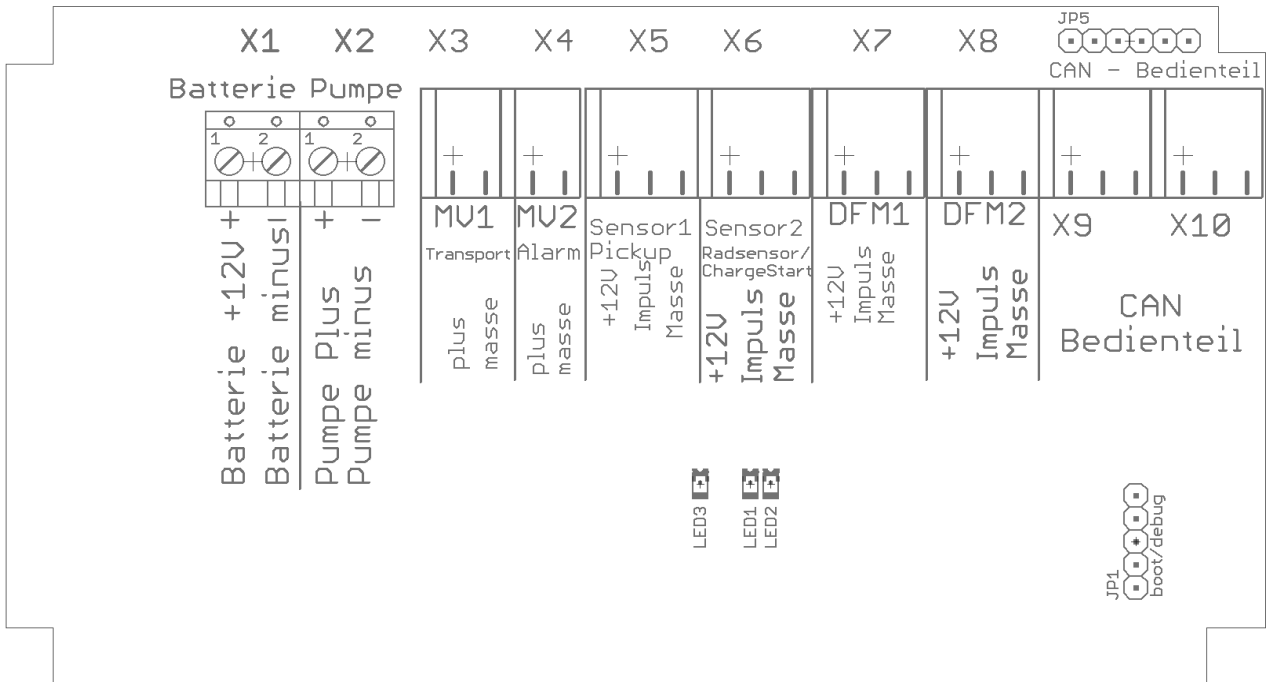 X1 X2 X3 X4 X5 X6 X7 X8
JP5
CAN - Bedienteil
Batterie Pumpe
1 2 1 2
MV1
Transport
plus
masse
MV2
Alarm
plus
masse
Sensor1
Pickup
+12V
Impuls
Masse
Sensor2
Radsensor/
ChargeStart
+12V
Impuls
Masse
DFM1
+12V
Impuls
Masse
DFM2
+12V
Impuls
Masse
X9 X10
CAN
Bedienteil
Batterie +12V +
Batterie minus -
Pumpe Plus +
Pumpe minus -
LED3
LED1
LED2
JP1
boot/debug